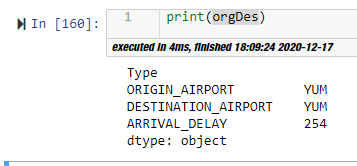 In [160]: 1 print(orgDes)
executed in 4ms, finished 18:09:24 2020-12-17
Type
ORIGIN_AIRPORT YUM
DESTINATION_AIRPORT YUM
ARRIVAL_DELAY 254
dtype: object